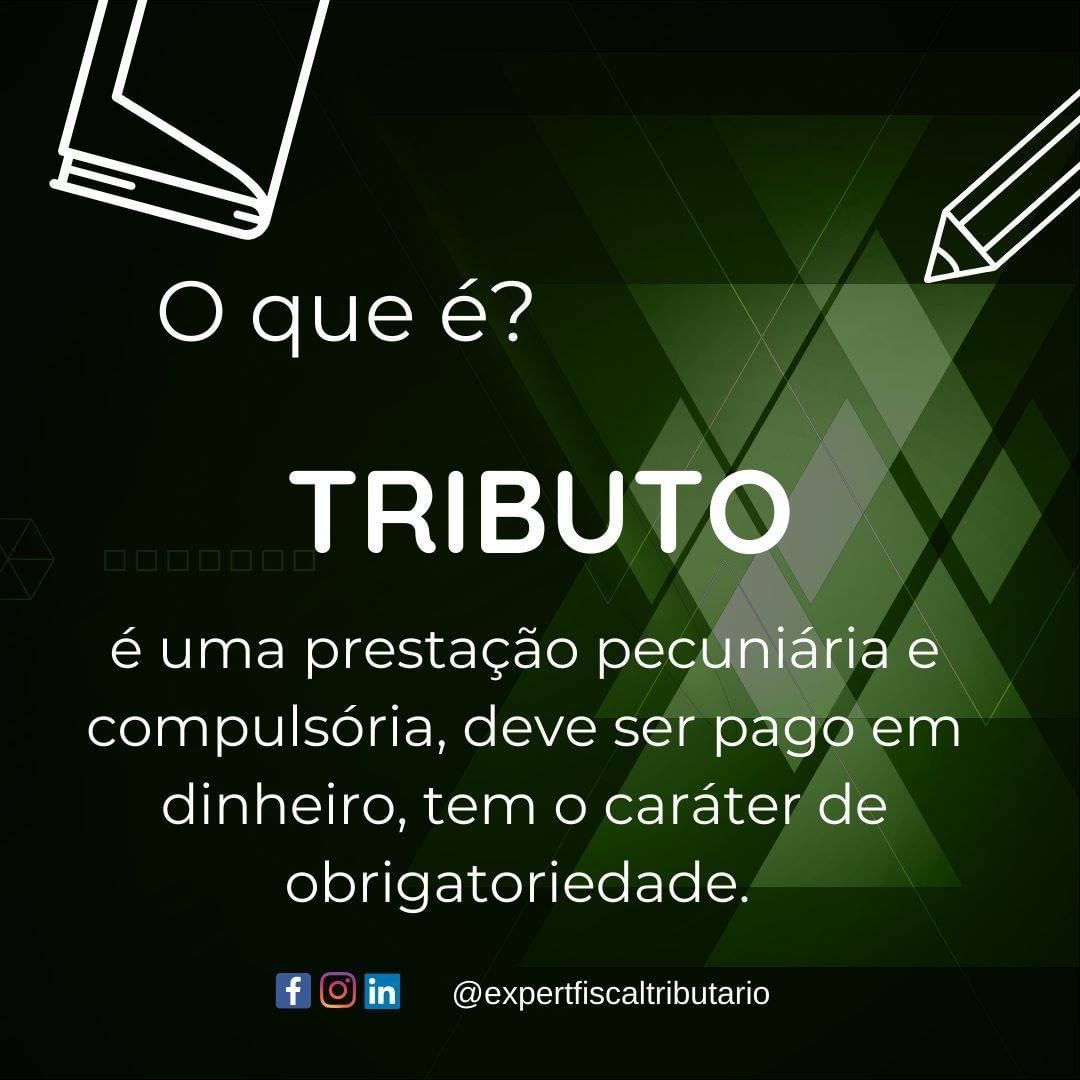 O que é?
TRIBUTO
é uma prestação pecuniária e
compulsória, deve ser pago em
dinheiro, tem o caráter de
obrigatoriedade.
@expertfiscaltributario